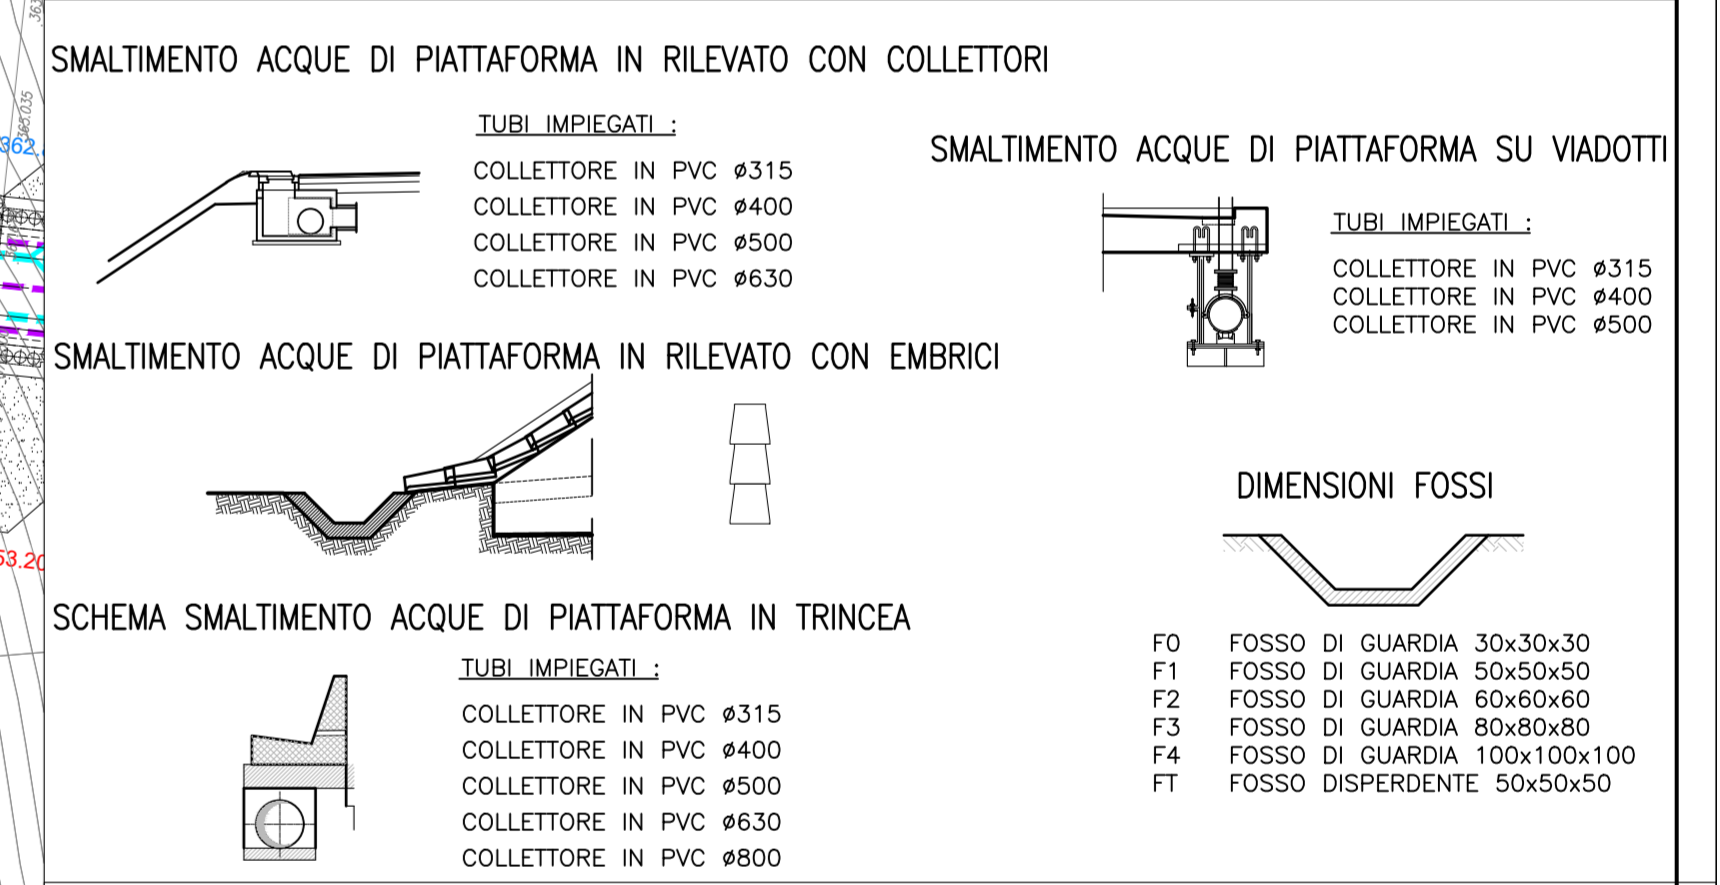 SMALTIMENTO ACQUE DI PIATTAFORMA IN RILEVATO CON COLLETTORI
TUBI IMPIEGATI :
COLLETTORE IN PVC ø315
COLLETTORE IN PVC ø400
COLLETTORE IN PVC ø500
COLLETTORE IN PVC ø630
SMALTIMENTO ACQUE DI PIATTAFORMA SU VIADOTTI
TUBI IMPIEGATI :
COLLETTORE IN PVC ø315
COLLETTORE IN PVC ø400
COLLETTORE IN PVC ø500
SMALTIMENTO ACQUE DI PIATTAFORMA IN RILEVATO CON EMBRICI
DIMENSIONI FOSSI
F0 FOSSO DI GUARDIA 30x30x30
F1 FOSSO DI GUARDIA 50x50x50
F2 FOSSO DI GUARDIA 60x60x60
F3 FOSSO DI GUARDIA 80x80x80
F4 FOSSO DI GUARDIA 100x100x100
FT FOSSO DISPERDENTE 50x50x50
SCHEMA SMALTIMENTO ACQUE DI PIATTAFORMA IN TRINCEA
TUBI IMPIEGATI :
COLLETTORE IN PVC ø315
COLLETTORE IN PVC ø400
COLLETTORE IN PVC ø500
COLLETTORE IN PVC ø630
COLLETTORE IN PVC ø800
365.035
362.
53.20